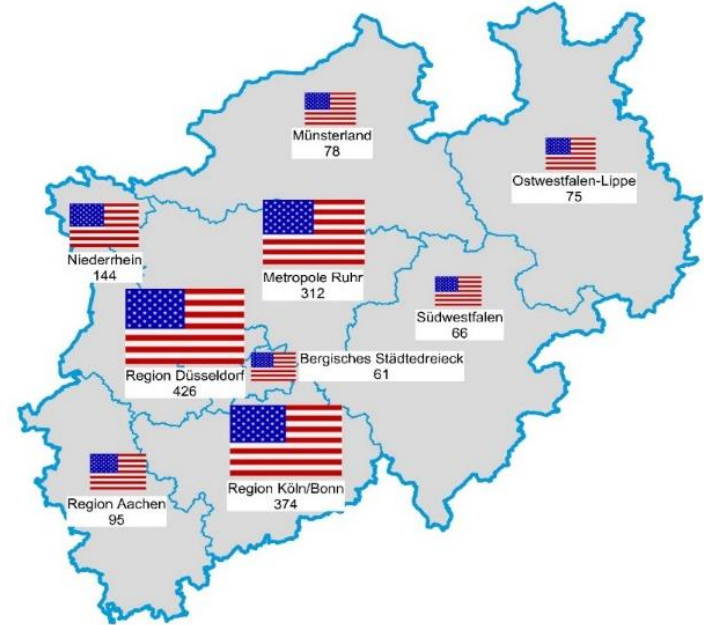 Münsterland
78
Ostwestfalen-Lippe
75
Niederrhein
144
Metropole Ruhr
312
Südwestfalen
66
Region Düsseldorf
426
Bergisches Städtedreieck
61
Region Köln/Bonn
374
Region Aachen
95